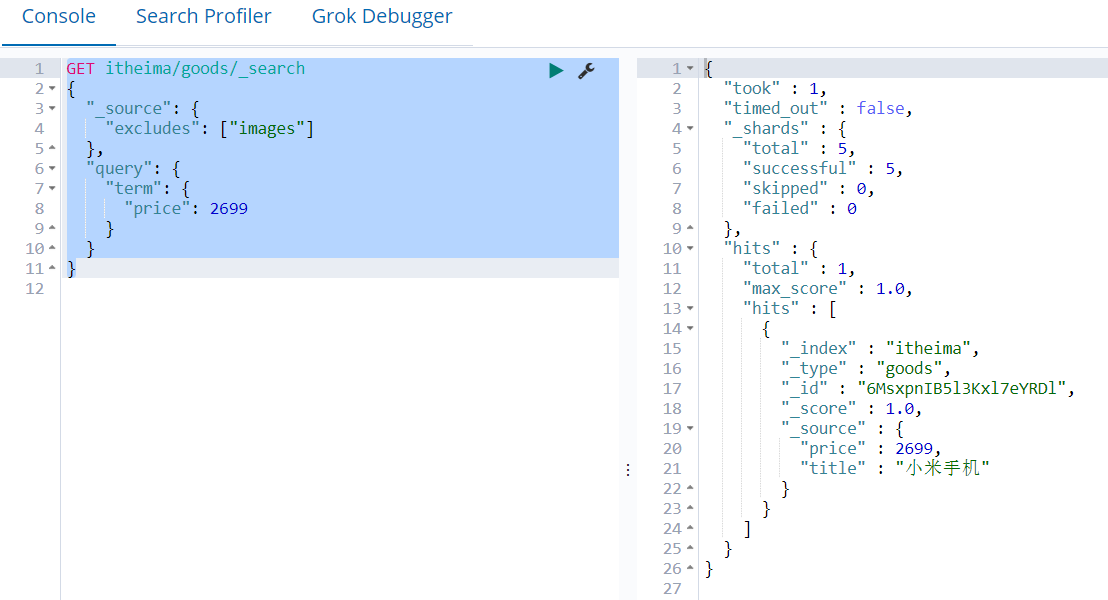 Console Search Profiler Grok Debugger
1 GET itheima/goods/_search
2 {
3 "_source": {
4 "excludes": ["images"]
5 },
6 "query": {
7 "term": {
8 "price": 2699
9 }
10 }
11 }
12
1 {
2 "took" : 1,
3 "timed_out" : false,
4 "_shards" : {
5 "total" : 5,
6 "successful" : 5,
7 "skipped" : 0,
8 "failed" : 0
9 },
10 "hits" : {
11 "total" : 1,
12 "max_score" : 1.0,
13 "hits" : [
14 {
15 "_index" : "itheima",
16 "_type" : "goods",
17 "_id" : "6MsxpnIB5l3Kxl7eYRDl",
18 "_score" : 1.0,
19 "_source" : {
20 "price" : 2699,
21 "title" : "小米手机"
22 }
23 }
24 ]
25 }
26 }
27